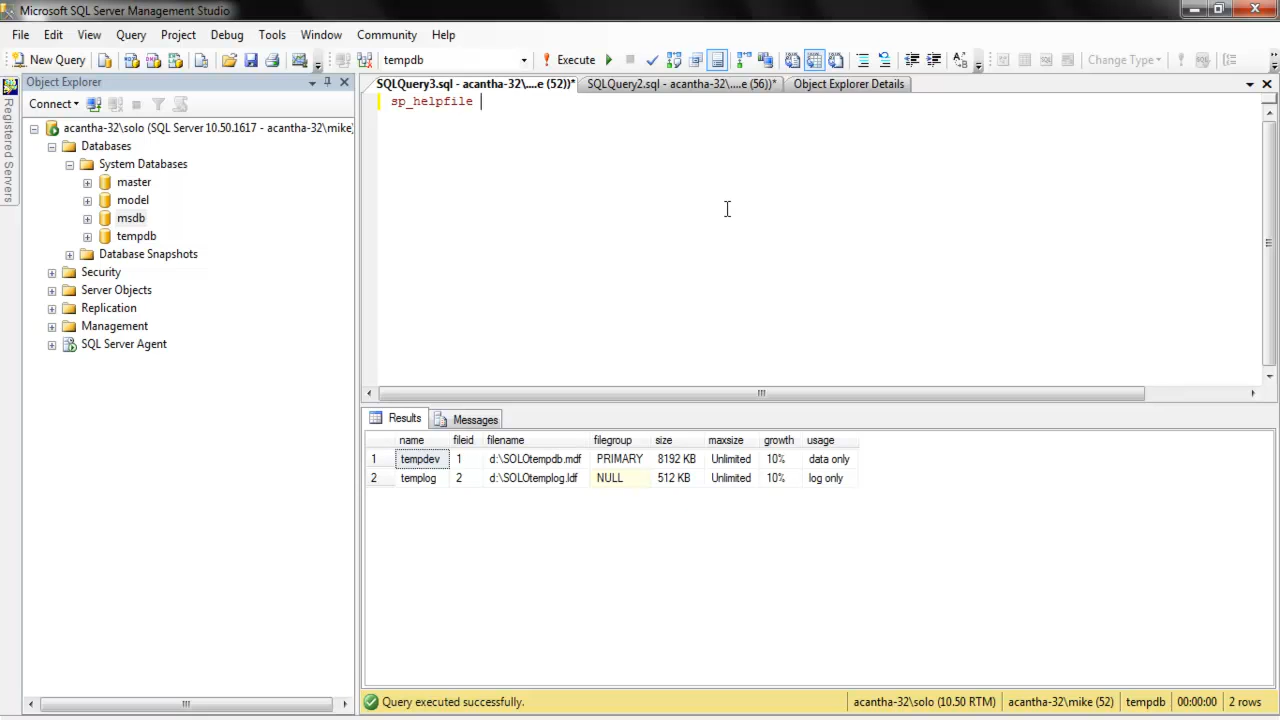 Microsoft SQL Server Management Studio
File Edit View Query Project Debug Tools Window Community Help
New Query tempdb Execute Change Type
Registered Servers
Object Explorer
Connect
acantha-32\solo (SQL Server 10.50.1617 - acantha-32\mike)
Databases
System Databases
master
model
msdb
tempdb
Database Snapshots
Security
Server Objects
Replication
Management
SQL Server Agent
SQLQuery3.sql - acantha-32\....e (52))* SQLQuery2.sql - acantha-32\....e (56))* Object Explorer Details
sp_helpfile
Results Messages
name fileid filename filegroup size maxsize growth usage
1 tempdev 1 d:\SOLOtempdb.mdf PRIMARY 8192 KB Unlimited 10% data only
2 templog 2 d:\SOLOtemplog.ldf NULL 512 KB Unlimited 10% log only
Query executed successfully. acantha-32\solo (10.50 RTM) acantha-32\mike (52) tempdb 00:00:00 2 rows